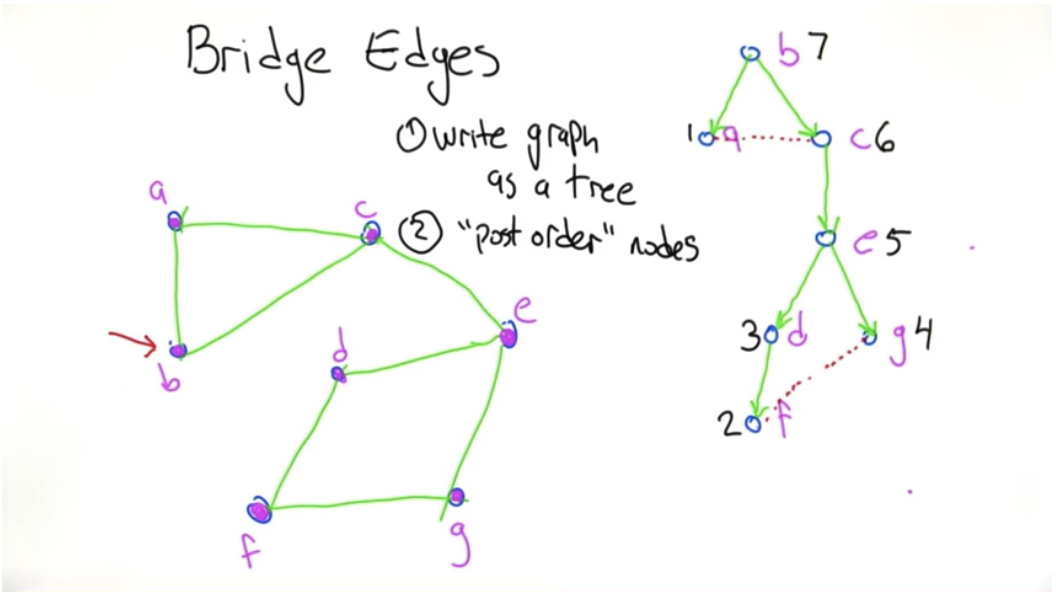 Bridge Edges
① write graph
as a tree
② "post order" nodes
a
c
b
e
d
f
g
b 7
1 a
c 6
e 5
3 d
g 4
2 f